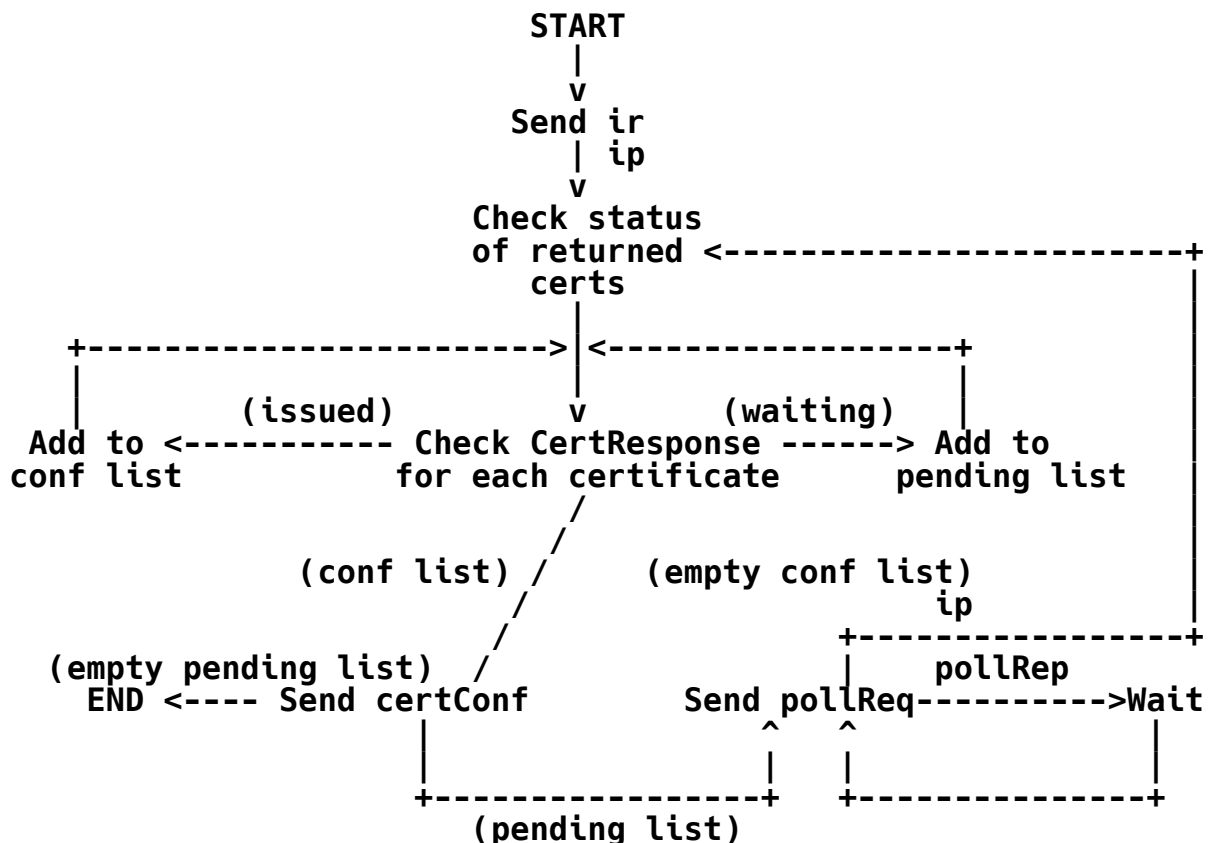 START
|
v
Send ir
| ip
v
Check status
of returned <------------------------+
certs |
| |
+------------------------>|<------------------+ |
| | | |
| (issued) v (waiting) | |
Add to <----------- Check CertResponse ------> Add to |
conf list for each certificate pending list |
/ |
/ |
(conf list) / (empty conf list) |
/ ip |
/ +-----------------+
(empty pending list) / | pollRep
END <---- Send certConf Send pollReq---------->Wait
| ^ ^ |
| | | |
+-----------------+ +---------------+
(pending list)